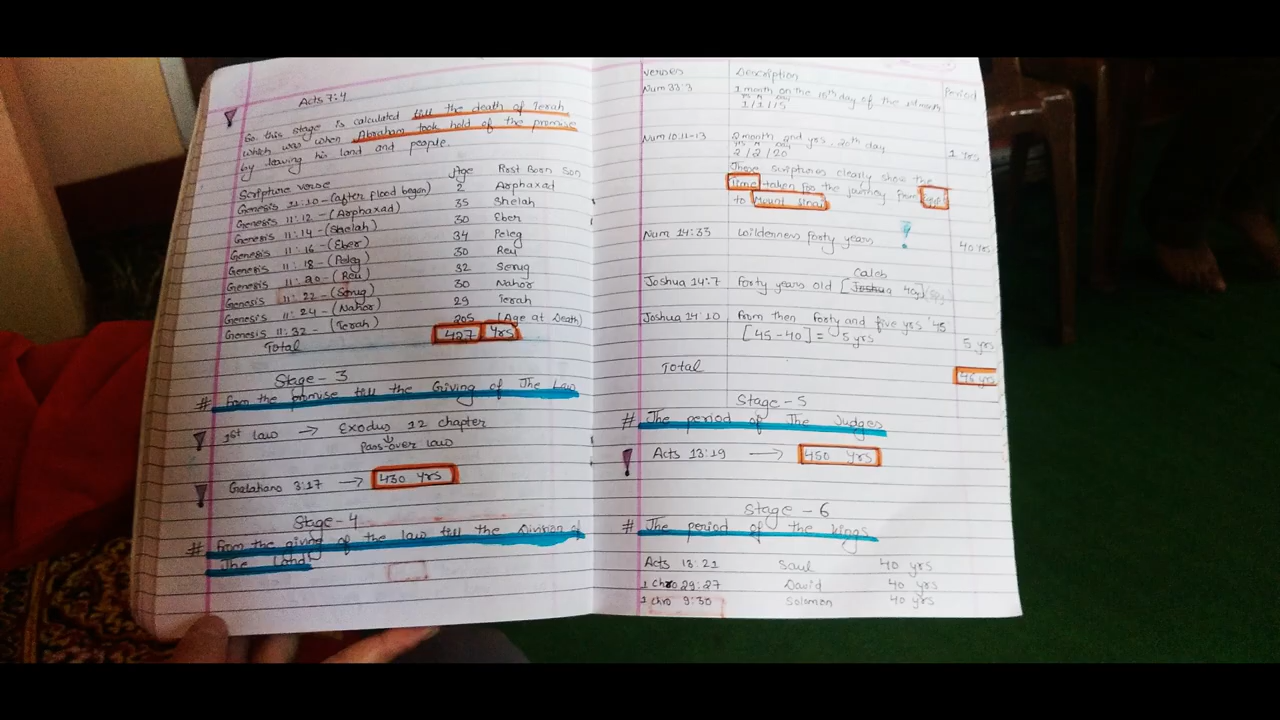 Acts 7:4
So this stage is calculated till the death of Terah
which was when Abraham took hold of the promise
by leaving his land and people.
Scripture verse Age First Born Son
Genesis 11:10 - (after flood began) 2 Arphaxad
Genesis 11:12 - (Arphaxad) 35 Shelah
Genesis 11:14 - (Shelah) 30 Eber
Genesis 11:16 - (Eber) 34 Peleg
Genesis 11:18 - (Peleg) 30 Reu
Genesis 11:20 - (Reu) 32 Serug
Genesis 11:22 - (Serug) 30 Nahor
Genesis 11:24 - (Nahor) 29 Terah
Genesis 11:32 - (Terah) 205 (Age at Death)
Total 427 yrs
Stage-3
# From the promise till the Giving of The Law
1st law → Exodus 12 chapter
Pass-over law
Galatians 3:17 → 430 yrs
Stage-4
# From the giving of the law till the Division of
The Land
verses Description Period
Num 33:3 1 month on the 15th day of the 1st month
1/1/15
Num 10:11-13 2 month 2nd yrs, 20th day 1 yrs
2/2/20
These scriptures clearly show the
time taken for the journey from
to Mount Sinai
Num 14:33 Wilderness forty years ? 40 yrs
Caleb
Joshua 14:7 Forty years old [Joshua 40y]
Joshua 14:10 From then forty and five yrs '45
[45-40] = 5 yrs 5 yrs
Total 46 yrs
Stage-5
# The period of The Judges
Acts 13:19 → 450 yrs
Stage-6
# The period of the kings
Acts 13:21 Saul 40 yrs
1 Chro 29:27 David 40 yrs
1 chro 9:30 Solomon 40 yrs